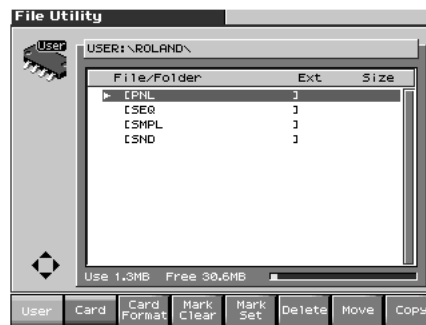 File Utility
User
USER:\ROLAND\
File/Folder Ext Size
[PNL ]
[SEQ ]
[SMPL ]
[SND ]
Use 1.3MB Free 30.6MB
User Card Card Format Mark Clear Mark Set Delete Move Copy